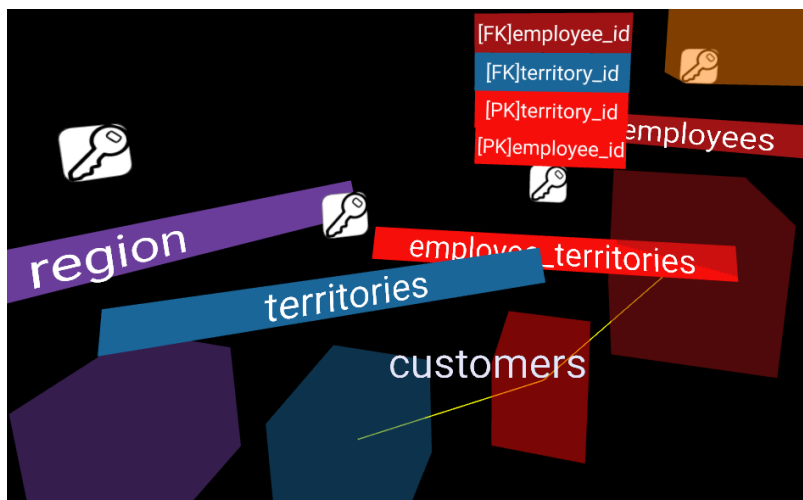 [FK]employee_id
[FK]territory_id
[PK]territory_id
[PK]employee_id
employees
region
employee_territories
territories
customers